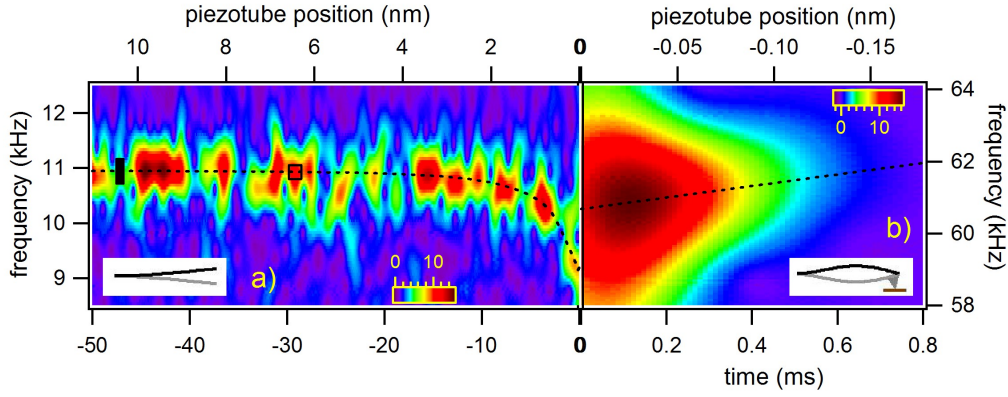 piezotube position (nm)
piezotube position (nm)
10 8 6 4 2 0 -0.05 -0.10 -0.15
frequency (kHz)
12
11
10
9
64
62
60
58
frequency (kHz)
0 10
0 10
a)
b)
-50 -40 -30 -20 -10 0 0.2 0.4 0.6 0.8
time (ms)